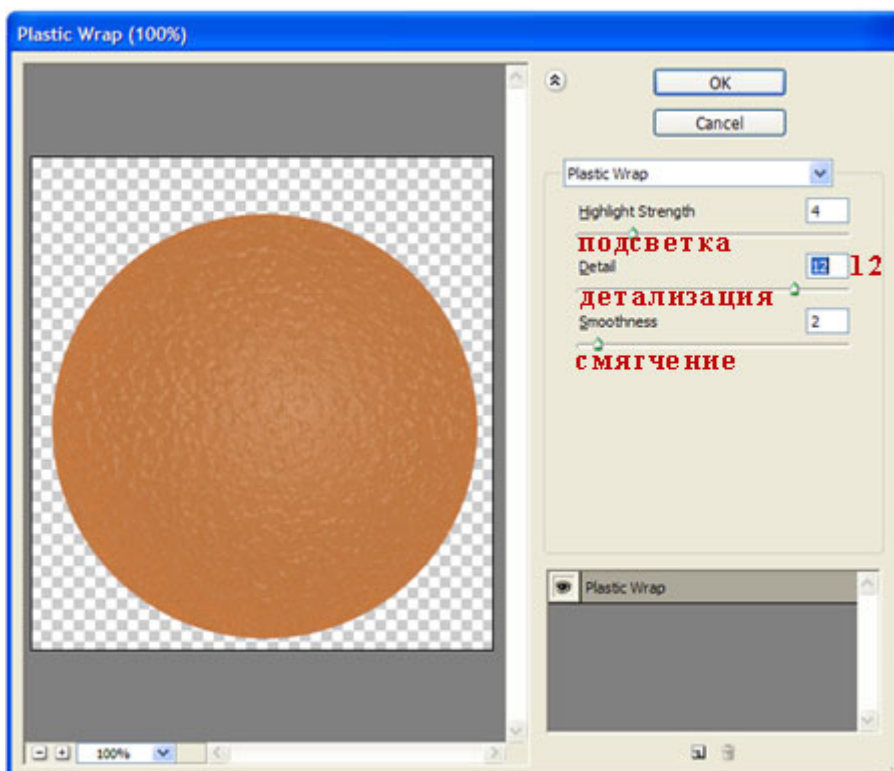 Plastic Wrap (100%)
OK
Cancel
Plastic Wrap
Highlight Strength 4
подсветка
Detail 12 12
детализация
Smoothness 2
смягчение
Plastic Wrap
100%